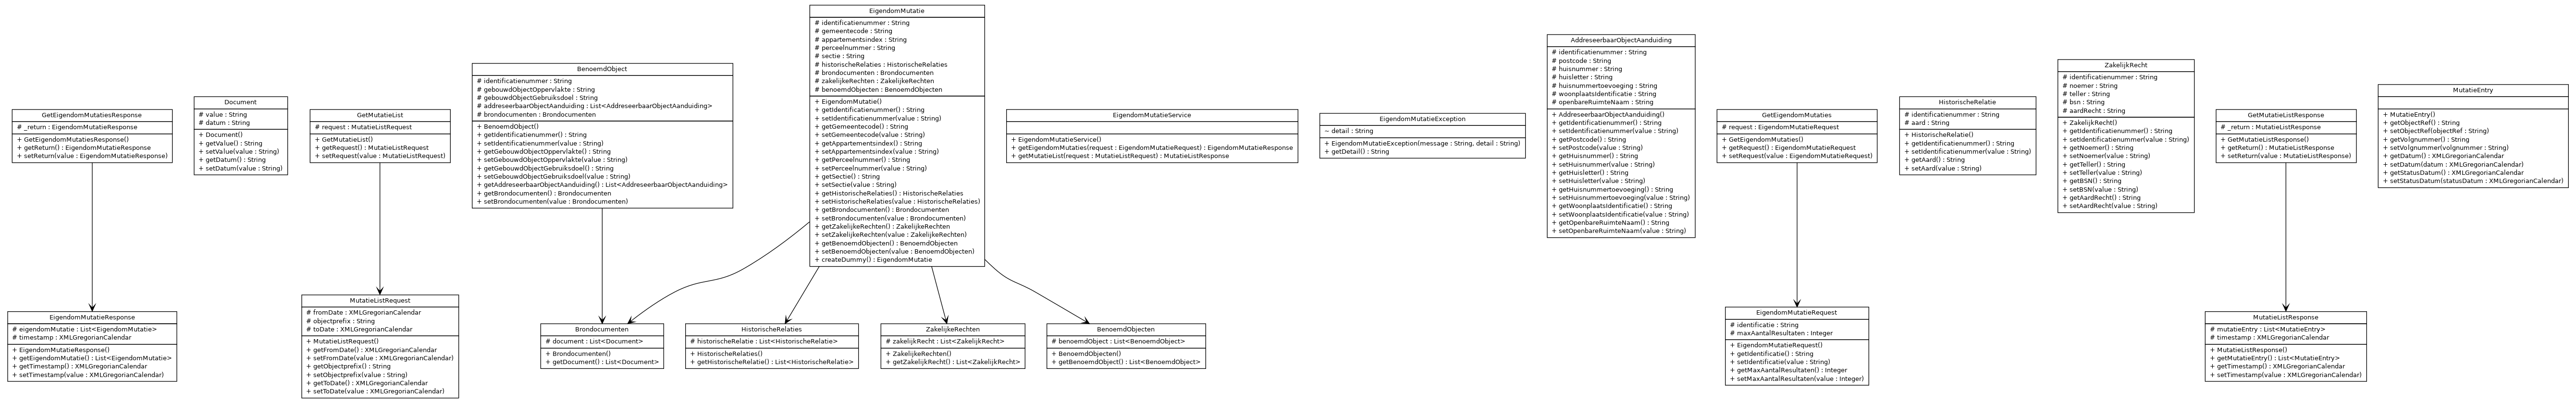 GetEigendomMutatiesResponse
# _return : EigendomMutatieResponse
+ GetEigendomMutatiesResponse()
+ getReturn() : EigendomMutatieResponse
+ setReturn(value : EigendomMutatieResponse)
Document
# value : String
# datum : String
+ Document()
+ getValue() : String
+ setValue(value : String)
+ getDatum() : String
+ setDatum(value : String)
GetMutatieList
# request : MutatieListRequest
+ GetMutatieList()
+ getRequest() : MutatieListRequest
+ setRequest(value : MutatieListRequest)
BenoemdObject
# identificatienummer : String
# gebouwdObjectOppervlakte : String
# gebouwdObjectGebruiksdoel : String
# addreseerbaarObjectAanduiding : List<AddreseerbaarObjectAanduiding>
# brondocumenten : Brondocumenten
+ BenoemdObject()
+ getIdentificatienummer() : String
+ setIdentificatienummer(value : String)
+ getGebouwdObjectOppervlakte() : String
+ setGebouwdObjectOppervlakte(value : String)
+ getGebouwdObjectGebruiksdoel() : String
+ setGebouwdObjectGebruiksdoel(value : String)
+ getAddreseerbaarObjectAanduiding() : List<AddreseerbaarObjectAanduiding>
+ getBrondocumenten() : Brondocumenten
+ setBrondocumenten(value : Brondocumenten)
EigendomMutatie
# identificatienummer : String
# gemeentecode : String
# appartementsindex : String
# perceelnummer : String
# sectie : String
# historischeRelaties : HistorischeRelaties
# brondocumenten : Brondocumenten
# zakelijkeRechten : ZakelijkeRechten
# benoemdObjecten : BenoemdObjecten
+ EigendomMutatie()
+ getIdentificatienummer() : String
+ setIdentificatienummer(value : String)
+ getGemeentecode() : String
+ setGemeentecode(value : String)
+ getAppartementsindex() : String
+ setAppartementsindex(value : String)
+ getPerceelnummer() : String
+ setPerceelnummer(value : String)
+ getSectie() : String
+ setSectie(value : String)
+ getHistorischeRelaties() : HistorischeRelaties
+ setHistorischeRelaties(value : HistorischeRelaties)
+ getBrondocumenten() : Brondocumenten
+ setBrondocumenten(value : Brondocumenten)
+ getZakelijkeRechten() : ZakelijkeRechten
+ setZakelijkeRechten(value : ZakelijkeRechten)
+ getBenoemdObjecten() : BenoemdObjecten
+ setBenoemdObjecten(value : BenoemdObjecten)
+ createDummy() : EigendomMutatie
EigendomMutatieService
+ EigendomMutatieService()
+ getEigendomMutaties(request : EigendomMutatieRequest) : EigendomMutatieResponse
+ getMutatieList(request : MutatieListRequest) : MutatieListResponse
EigendomMutatieException
~ detail : String
+ EigendomMutatieException(message : String, detail : String)
+ getDetail() : String
AddreseerbaarObjectAanduiding
# identificatienummer : String
# postcode : String
# huisnummer : String
# huisletter : String
# huisnummertoevoeging : String
# woonplaatsIdentificatie : String
# openbareRuimteNaam : String
+ AddreseerbaarObjectAanduiding()
+ getIdentificatienummer() : String
+ setIdentificatienummer(value : String)
+ getPostcode() : String
+ setPostcode(value : String)
+ getHuisnummer() : String
+ setHuisnummer(value : String)
+ getHuisletter() : String
+ setHuisletter(value : String)
+ getHuisnummertoevoeging() : String
+ setHuisnummertoevoeging(value : String)
+ getWoonplaatsIdentificatie() : String
+ setWoonplaatsIdentificatie(value : String)
+ getOpenbareRuimteNaam() : String
+ setOpenbareRuimteNaam(value : String)
GetEigendomMutaties
# request : EigendomMutatieRequest
+ GetEigendomMutaties()
+ getRequest() : EigendomMutatieRequest
+ setRequest(value : EigendomMutatieRequest)
HistorischeRelatie
# identificatienummer : String
# aard : String
+ HistorischeRelatie()
+ getIdentificatienummer() : String
+ setIdentificatienummer(value : String)
+ getAard() : String
+ setAard(value : String)
ZakelijkRecht
# identificatienummer : String
# noemer : String
# teller : String
# bsn : String
# aardRecht : String
+ ZakelijkRecht()
+ getIdentificatienummer() : String
+ setIdentificatienummer(value : String)
+ getNoemer() : String
+ setNoemer(value : String)
+ getTeller() : String
+ setTeller(value : String)
+ getBSN() : String
+ setBSN(value : String)
+ getAardRecht() : String
+ setAardRecht(value : String)
GetMutatieListResponse
# _return : MutatieListResponse
+ GetMutatieListResponse()
+ getReturn() : MutatieListResponse
+ setReturn(value : MutatieListResponse)
MutatieEntry
+ MutatieEntry()
+ getObjectRef() : String
+ setObjectRef(objectRef : String)
+ getVolgnummer() : String
+ setVolgnummer(volgnummer : String)
+ getDatum() : XMLGregorianCalendar
+ setDatum(datum : XMLGregorianCalendar)
+ getStatusDatum() : XMLGregorianCalendar
+ setStatusDatum(statusDatum : XMLGregorianCalendar)
EigendomMutatieResponse
# eigendomMutatie : List<EigendomMutatie>
# timestamp : XMLGregorianCalendar
+ EigendomMutatieResponse()
+ getEigendomMutatie() : List<EigendomMutatie>
+ getTimestamp() : XMLGregorianCalendar
+ setTimestamp(value : XMLGregorianCalendar)
MutatieListRequest
# fromDate : XMLGregorianCalendar
# objectprefix : String
# toDate : XMLGregorianCalendar
+ MutatieListRequest()
+ getFromDate() : XMLGregorianCalendar
+ setFromDate(value : XMLGregorianCalendar)
+ getObjectprefix() : String
+ setObjectprefix(value : String)
+ getToDate() : XMLGregorianCalendar
+ setToDate(value : XMLGregorianCalendar)
Brondocumenten
# document : List<Document>
+ Brondocumenten()
+ getDocument() : List<Document>
HistorischeRelaties
# historischeRelatie : List<HistorischeRelatie>
+ HistorischeRelaties()
+ getHistorischeRelatie() : List<HistorischeRelatie>
ZakelijkeRechten
# zakelijkRecht : List<ZakelijkRecht>
+ ZakelijkeRechten()
+ getZakelijkRecht() : List<ZakelijkRecht>
BenoemdObjecten
# benoemdObject : List<BenoemdObject>
+ BenoemdObjecten()
+ getBenoemdObject() : List<BenoemdObject>
EigendomMutatieRequest
# identificatie : String
# maxAantalResultaten : Integer
+ EigendomMutatieRequest()
+ getIdentificatie() : String
+ setIdentificatie(value : String)
+ getMaxAantalResultaten() : Integer
+ setMaxAantalResultaten(value : Integer)
MutatieListResponse
# mutatieEntry : List<MutatieEntry>
# timestamp : XMLGregorianCalendar
+ MutatieListResponse()
+ getMutatieEntry() : List<MutatieEntry>
+ getTimestamp() : XMLGregorianCalendar
+ setTimestamp(value : XMLGregorianCalendar)